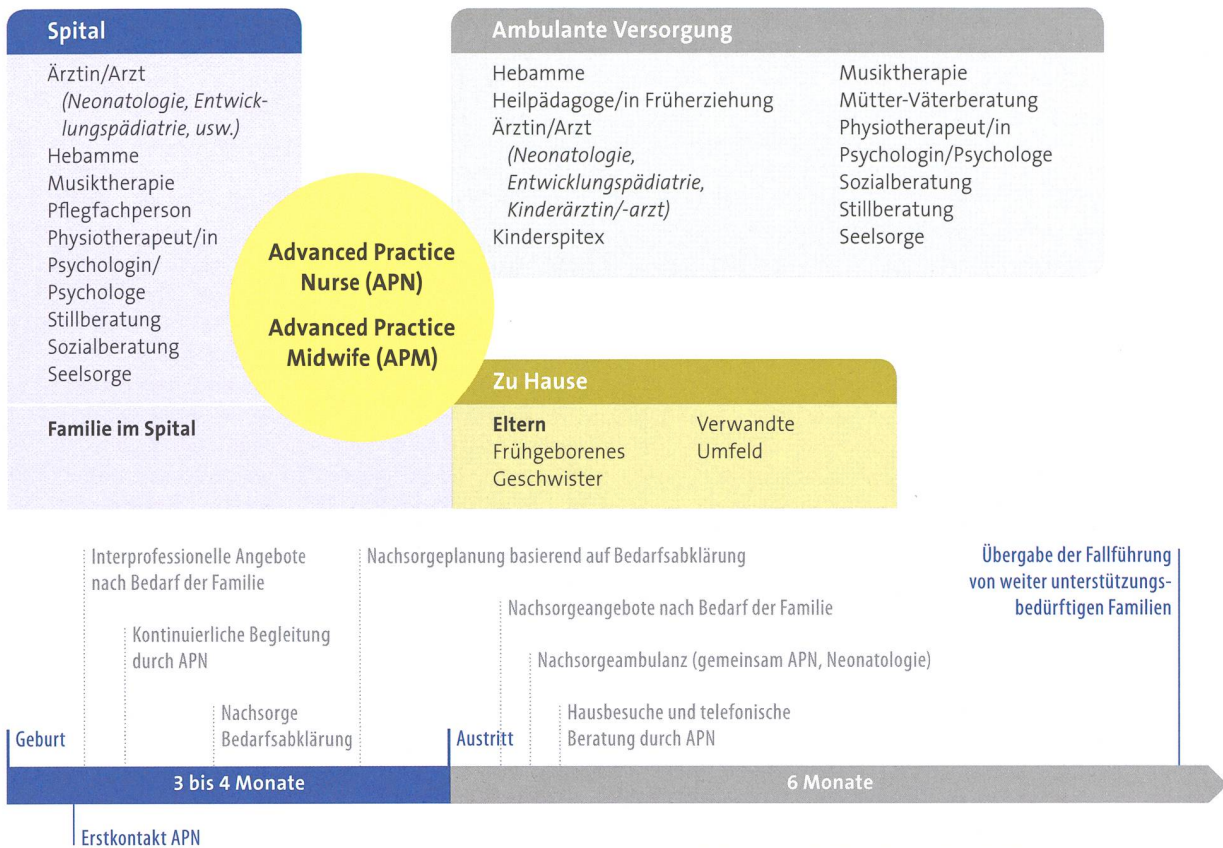 Spital
Ärztin/Arzt
(Neonatologie, Entwick-
lungspädiatrie, usw.)
Hebamme
Musiktherapie
Pflegfachperson
Physiotherapeut/in
Psychologin/
Psychologe
Stillberatung
Sozialberatung
Seelsorge
Familie im Spital
Advanced Practice
Nurse (APN)
Advanced Practice
Midwife (APM)
Ambulante Versorgung
Hebamme
Heilpädagoge/in Früherziehung
Ärztin/Arzt
(Neonatologie,
Entwicklungspädiatrie,
Kinderärztin/-arzt)
Kinderspitex
Musiktherapie
Mütter-Väterberatung
Physiotherapeut/in
Psychologin/Psychologe
Sozialberatung
Stillberatung
Seelsorge
Zu Hause
Eltern
Frühgeborenes
Geschwister
Verwandte
Umfeld
Interprofessionelle Angebote
nach Bedarf der Familie
Kontinuierliche Begleitung
durch APN
Nachsorge
Bedarfsabklärung
Nachsorgeplanung basierend auf Bedarfsabklärung
Nachsorgeangebote nach Bedarf der Familie
Nachsorgeambulanz (gemeinsam APN, Neonatologie)
Hausbesuche und telefonische
Beratung durch APN
Übergabe der Fallführung
von weiter unterstützungs-
bedürftigen Familien
Geburt
Austritt
3 bis 4 Monate
6 Monate
Erstkontakt APN